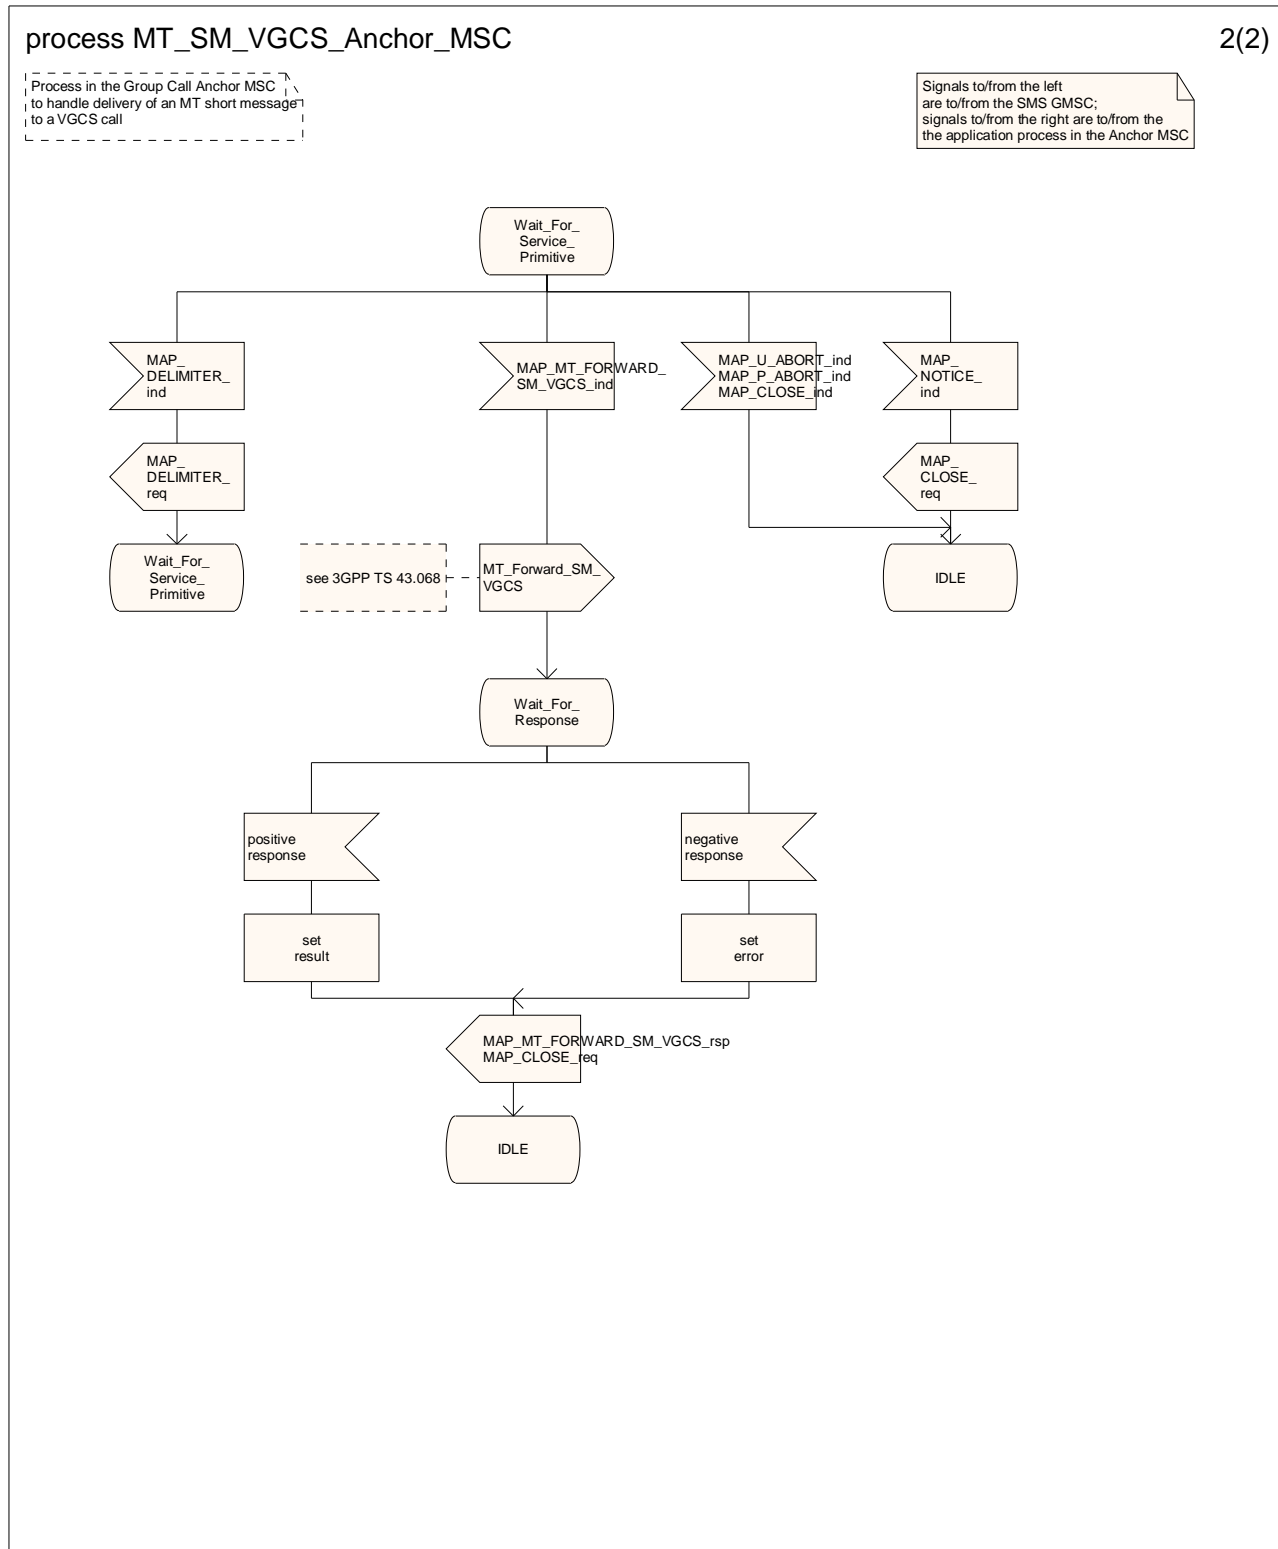 process MT_SM_VGCS_Anchor_MSC
2(2)
Process in the Group Call Anchor MSC
to handle delivery of an MT short message
to a VGCS call
Signals to/from the left
are to/from the SMS GMSC;
signals to/from the right are to/from the
the application process in the Anchor MSC
Wait_For_
Service_
Primitive
MAP_
DELIMITER_
ind
MAP_MT_FORWARD_
SM_VGCS_ind
MAP_U_ABORT_ind
MAP_P_ABORT_ind
MAP_CLOSE_ind
MAP_
NOTICE_
ind
MAP_
DELIMITER_
req
MAP_
CLOSE_
req
Wait_For_
Service_
Primitive
see 3GPP TS 43.068
MT_Forward_SM_
VGCS
IDLE
Wait_For_
Response
positive
response
negative
response
set
result
set
error
MAP_MT_FORWARD_SM_VGCS_rsp
MAP_CLOSE_req
IDLE